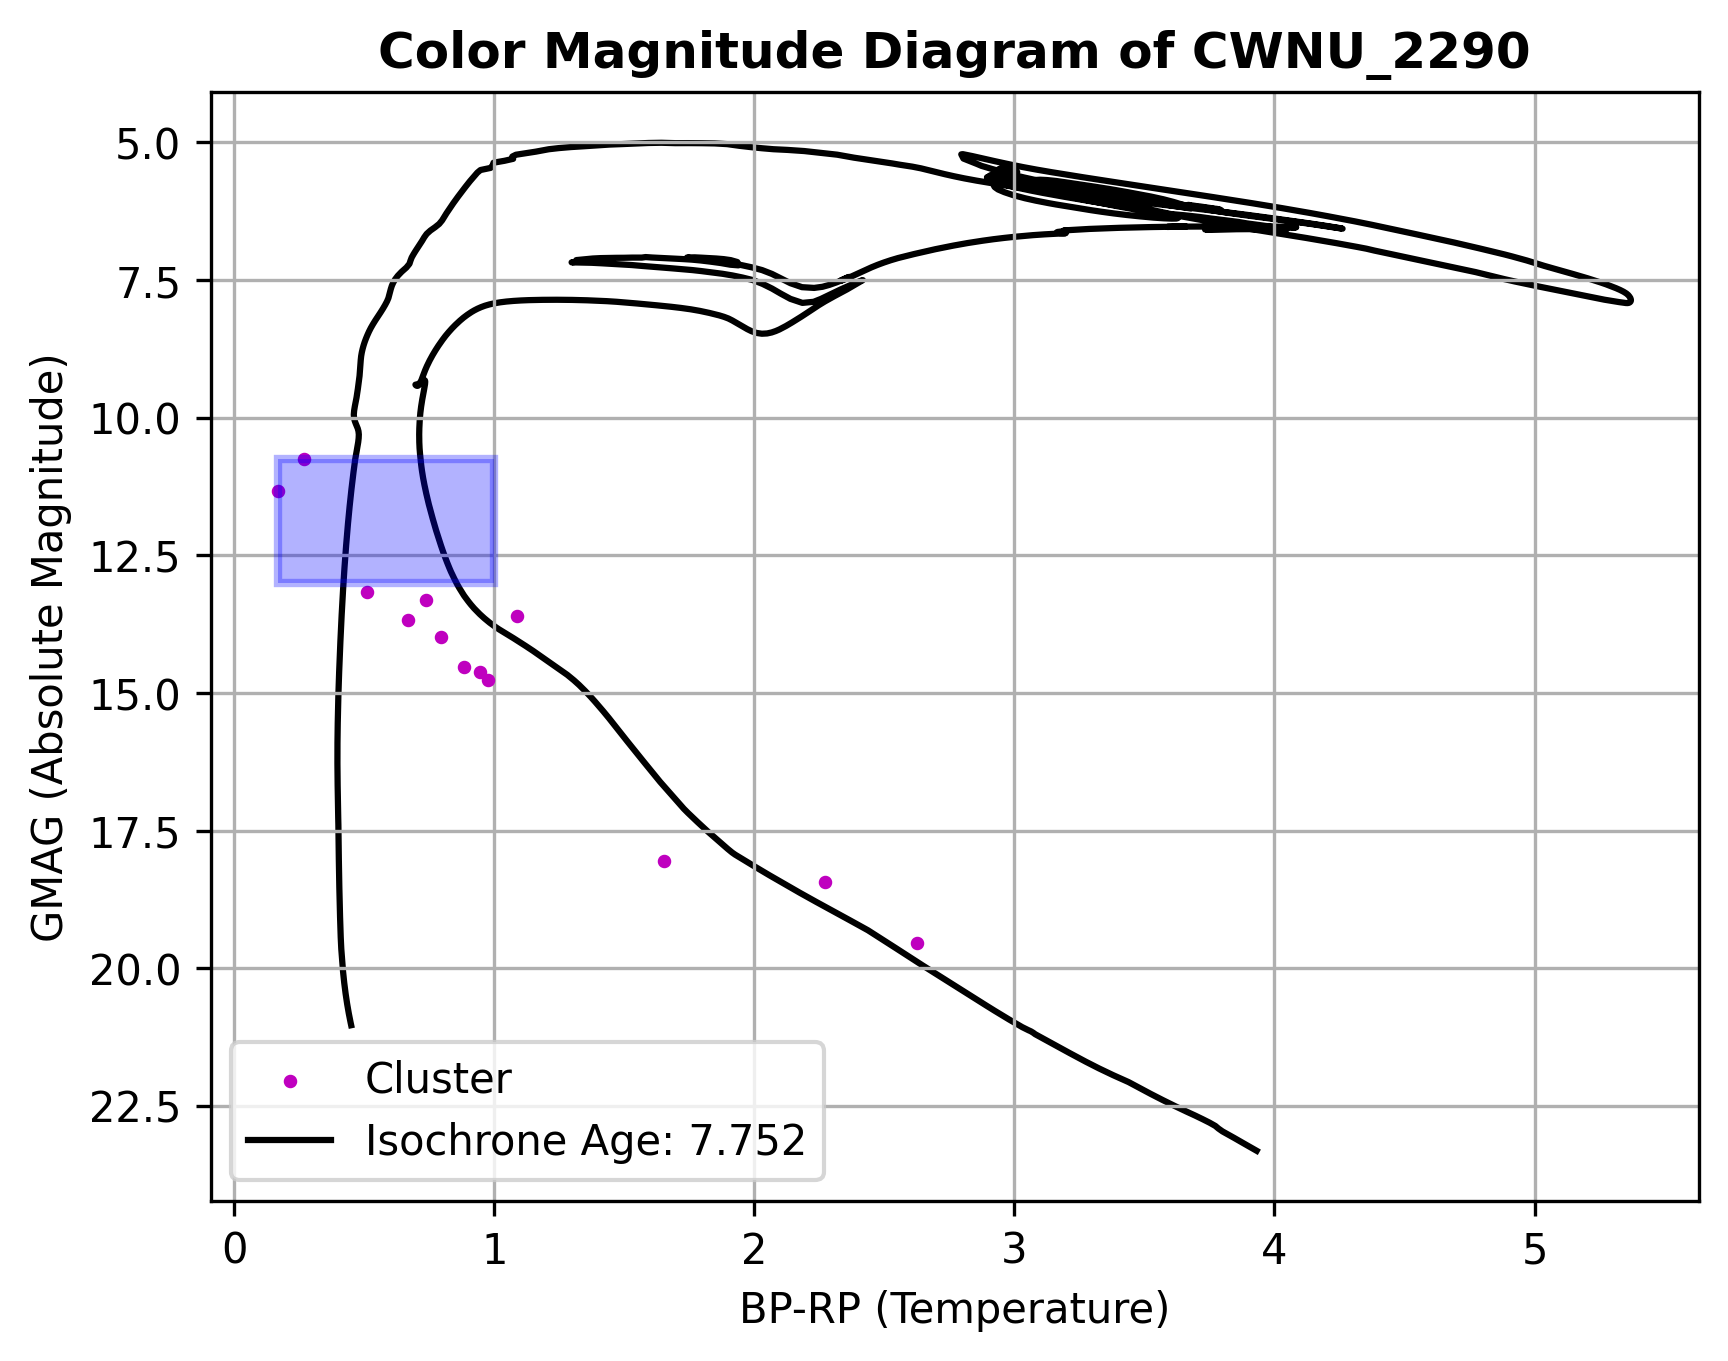 Color Magnitude Diagram of CWNU_2290
GMAG (Absolute Magnitude)
5.0
7.5
10.0
12.5
15.0
17.5
20.0
22.5
Cluster
Isochrone Age: 7.752
0 1 2 3 4 5
BP-RP (Temperature)